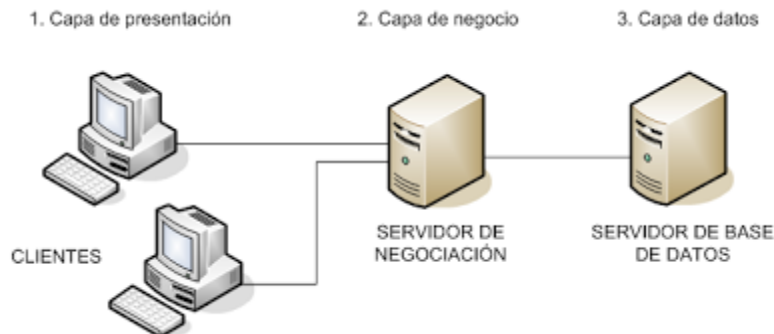 1. Capa de presentación
2. Capa de negocio
3. Capa de datos
CLIENTES
SERVIDOR DE
NEGOCIACIÓN
SERVIDOR DE BASE
DE DATOS